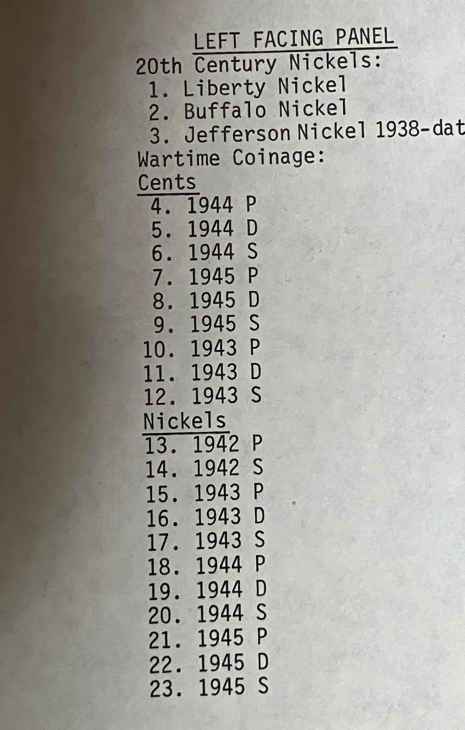 LEFT FACING PANEL
20th Century Nickels:
1. Liberty Nickel
2. Buffalo Nickel
3. Jefferson Nickel 1938-dat
Wartime Coinage:
Cents
4. 1944 P
5. 1944 D
6. 1944 S
7. 1945 P
8. 1945 D
9. 1945 S
10. 1943 P
11. 1943 D
12. 1943 S
Nickels
13. 1942 P
14. 1942 S
15. 1943 P
16. 1943 D
17. 1943 S
18. 1944 P
19. 1944 D
20. 1944 S
21. 1945 P
22. 1945 D
23. 1945 S